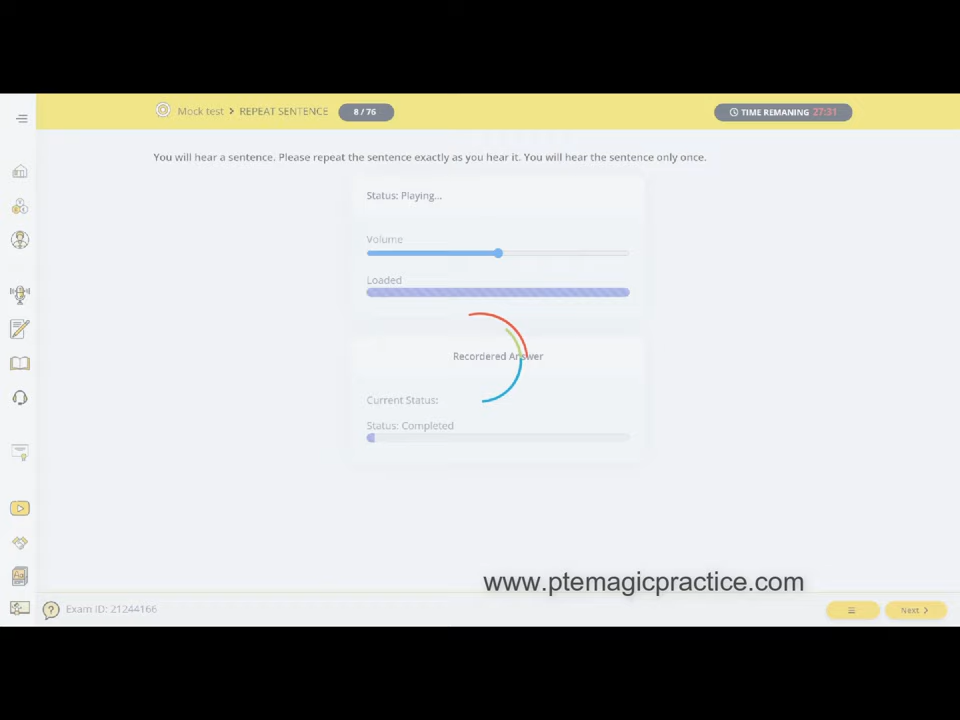 Mock test > REPEAT SENTENCE 8 / 76 TIME REMANING 27:31
You will hear a sentence. Please repeat the sentence exactly as you hear it. You will hear the sentence only once.
Status: Playing...
Volume
Loaded
Recordered Answer
Current Status:
Status: Completed
www.ptemagicpractice.com
Exam ID: 21244166
Next >